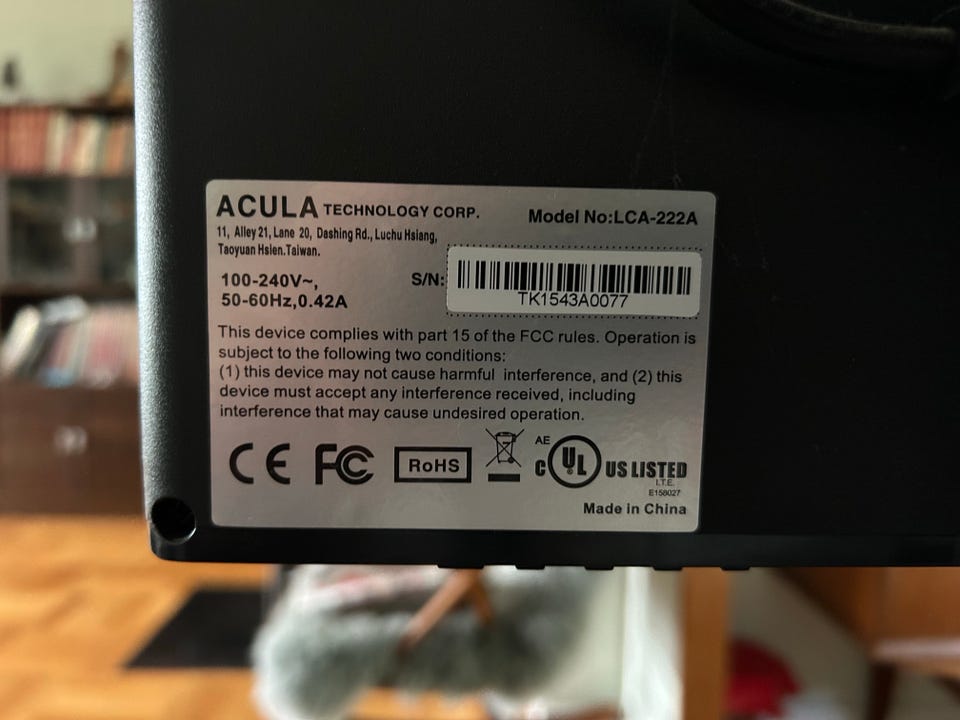 ACULA TECHNOLOGY CORP.
11, Alley 21, Lane 20, Dashing Rd., Luchu Hsiang,
Taoyuan Hsien.Taiwan.
Model No:LCA-222A
100-240V~,
50-60Hz,0.42A
S/N:
TK1543A0077
This device complies with part 15 of the FCC rules. Operation is
subject to the following two conditions:
(1) this device may not cause harmful interference, and (2) this
device must accept any interference received, including
interference that may cause undesired operation.
CE FC RoHS AE c UL US LISTED
I.T.E.
E158027
Made in China